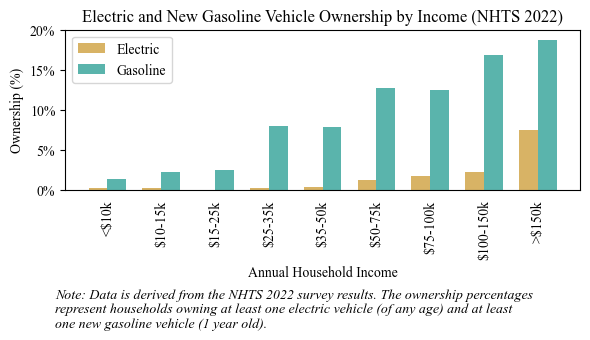 Electric and New Gasoline Vehicle Ownership by Income (NHTS 2022)
20%
15%
10%
5%
0%
Ownership (%)
Electric
Gasoline
<$10k
$10-15k
$15-25k
$25-35k
$35-50k
$50-75k
$75-100k
$100-150k
>$150k
Annual Household Income
Note: Data is derived from the NHTS 2022 survey results. The ownership percentages
represent households owning at least one electric vehicle (of any age) and at least
one new gasoline vehicle (1 year old).